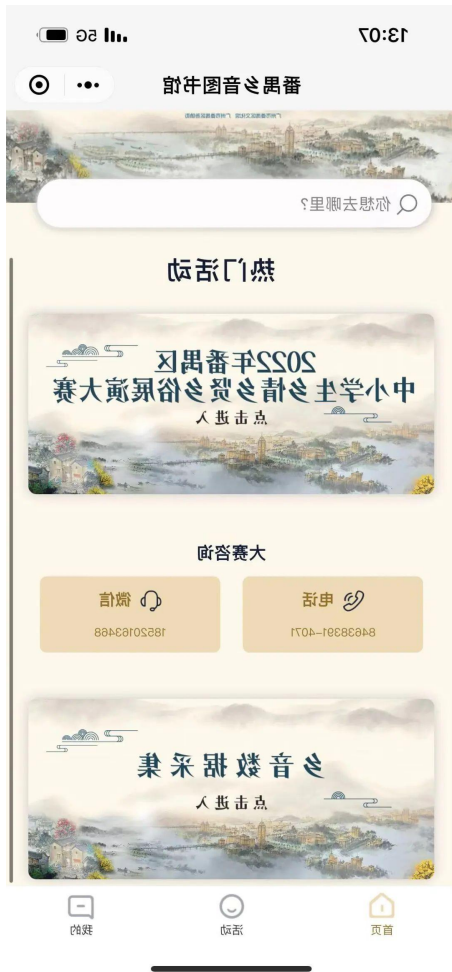 13:07
5G
番禺乡音图书馆
你想去哪里?
热门活动
2022年番禺区
中小学生乡情乡贤乡俗展演大赛
点击进入
大赛咨询
电话
84638391-4071
微信
18520163468
乡音数据采集
点击进入
首页
活动
我的